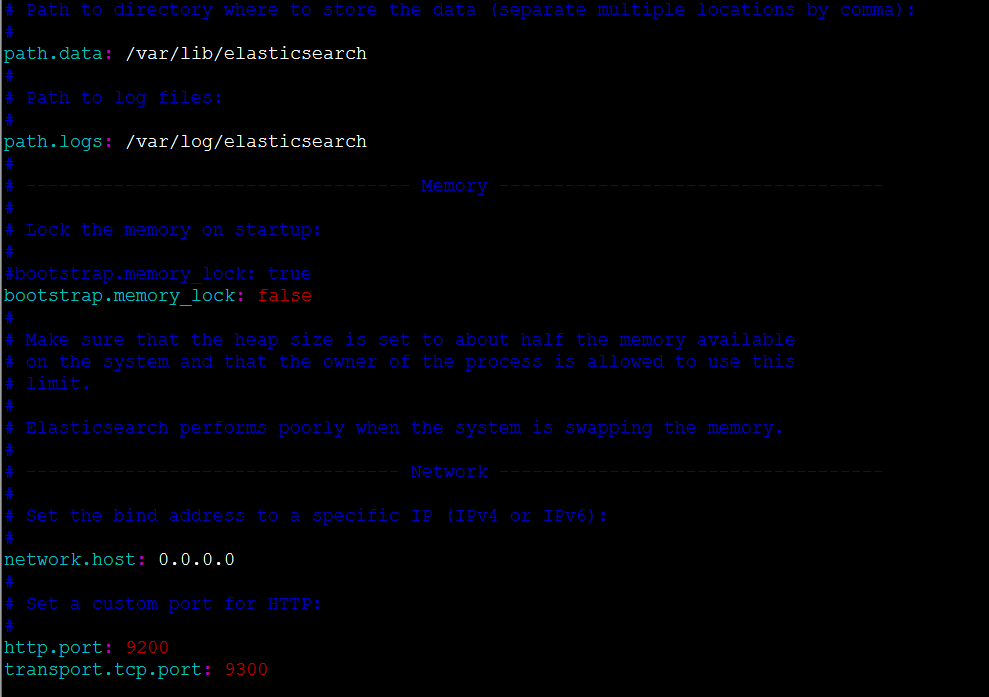 # Path to directory where to store the data (separate multiple locations by comma):
#
path.data: /var/lib/elasticsearch
#
# Path to log files:
#
path.logs: /var/log/elasticsearch
#
# ----------------------------------- Memory -----------------------------------
#
# Lock the memory on startup:
#
#bootstrap.memory_lock: true
bootstrap.memory_lock: false
#
# Make sure that the heap size is set to about half the memory available
# on the system and that the owner of the process is allowed to use this
# limit.
#
# Elasticsearch performs poorly when the system is swapping the memory.
#
# ---------------------------------- Network -----------------------------------
#
# Set the bind address to a specific IP (IPv4 or IPv6):
#
network.host: 0.0.0.0
#
# Set a custom port for HTTP:
#
http.port: 9200
transport.tcp.port: 9300